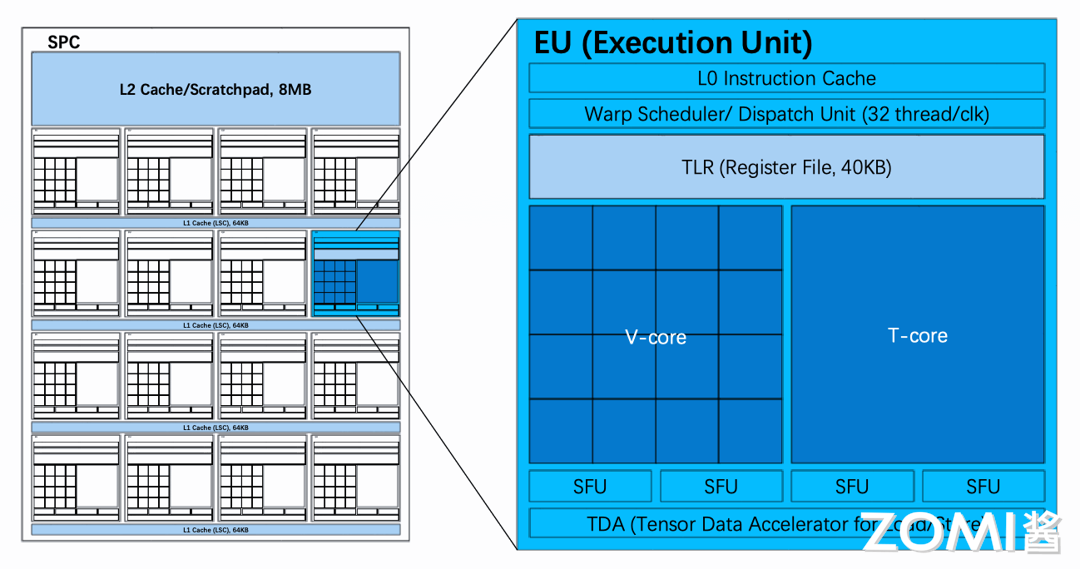 SPC
L2 Cache/Scratchpad, 8MB
L1 Cache (LSC), 64KB
L1 Cache (LSC), 64KB
L1 Cache (LSC), 64KB
L1 Cache (LSC), 64KB
EU (Execution Unit)
L0 Instruction Cache
Warp Scheduler/ Dispatch Unit (32 thread/clk)
TLR (Register File, 40KB)
V-core
T-core
SFU
SFU
SFU
SFU
TDA (Tensor Data Accelerator for Load/Store)
ZOMI酱